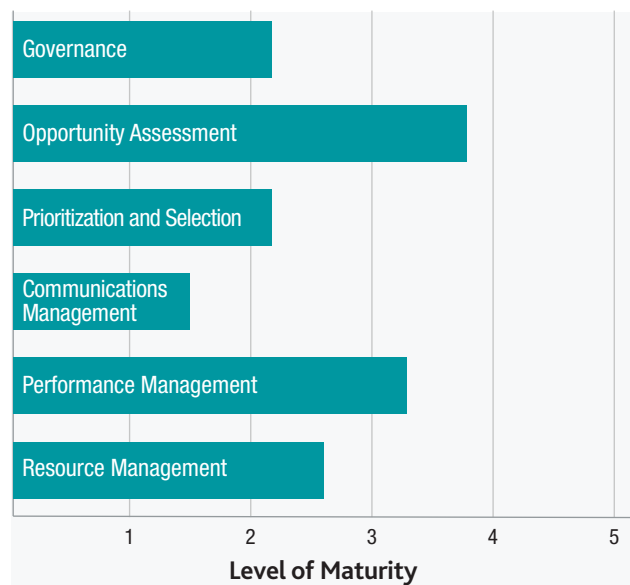 Governance
Opportunity Assessment
Prioritization and Selection
Communications
Management
Performance Management
Resource Management
1 2 3 4 5
Level of Maturity